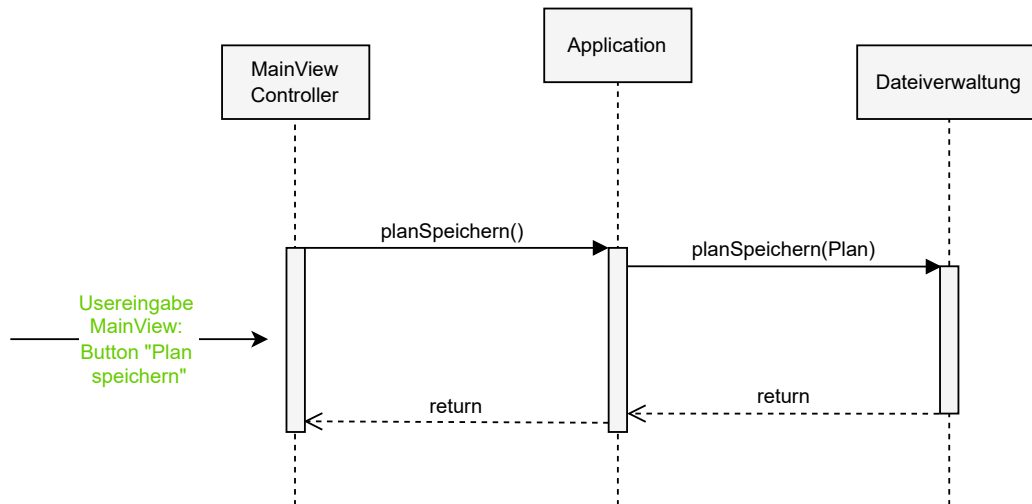 MainView
Controller
Application
Dateiverwaltung
planSpeichern()
planSpeichern(Plan)
Usereingabe
MainView:
Button "Plan
speichern"
return
return